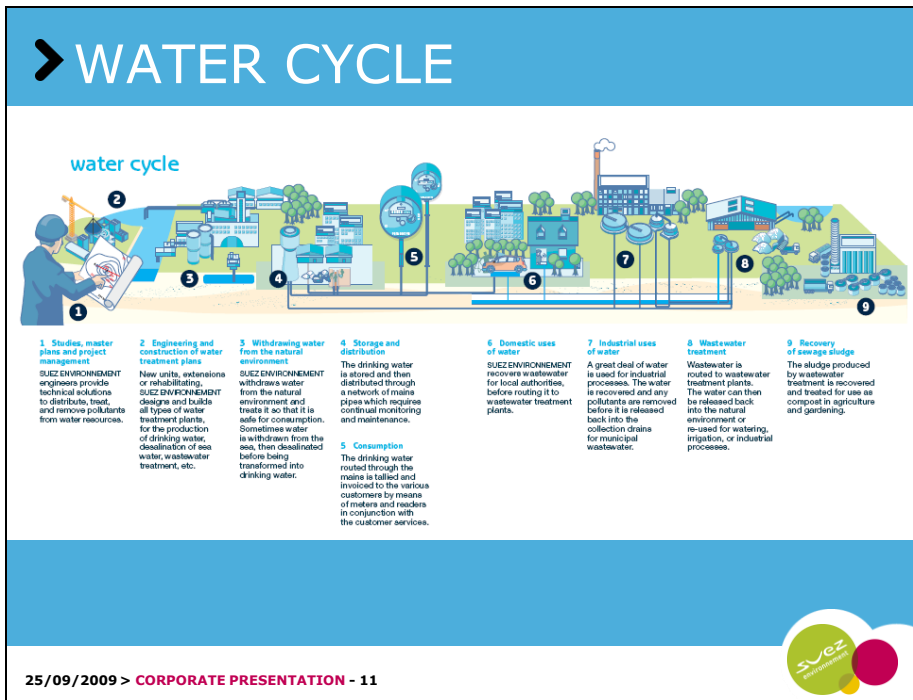 WATER CYCLE
water cycle
2
5
3
4
6
7
8
1
9
1 Studies, master
plans and project
management
SUEZ ENVIRONNEMENT
engineers provide
technical solutions
to distribute, treat,
and remove pollutants
from water resources.
2 Engineering and
construction of water
treatment plans
New units, extensions
or rehabilitating,
SUEZ ENVIRONNEMENT
designs and builds
all types of water
treatment plants,
for the production
of drinking water,
desalination of sea
water, wastewater
treatment, etc.
3 Withdrawing water
from the natural
environment
SUEZ ENVIRONNEMENT
withdraws water
from the natural
environment and
treats it so that it is
safe for consumption.
Sometimes water
is withdrawn from the
sea, then desalinated
before being
transformed into
drinking water.
4 Storage and
distribution
The drinking water
is stored and then
distributed through
a network of mains
pipes which requires
continual monitoring
and maintenance.
5 Consumption
The drinking water
routed through the
mains is tallied and
invoiced to the various
customers by means
of meters and readers
in conjunction with
the customer services.
6 Domestic uses
of water
SUEZ ENVIRONNEMENT
recovers wastewater
for local authorities,
before routing it to
wastewater treatment
plants.
7 Industrial uses
of water
A great deal of water
is used for industrial
processes. The water
is recovered and any
pollutants are removed
before it is released
back into the
collection drains
for municipal
wastewater.
8 Wastewater
treatment
Wastewater is
routed to wastewater
treatment plants.
The water can then
be released back
into the natural
environment or
re-used for watering,
irrigation, or industrial
processes.
9 Recovery
of sewage sludge
The sludge produced
by wastewater
treatment is recovered
and treated for use as
compost in agriculture
and gardening.
svez
environnement
25/09/2009 > CORPORATE PRESENTATION - 11